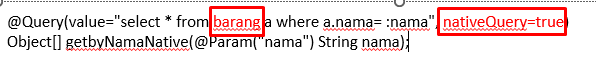 @Query(value="select * from barang a where a.nama= :nama", nativeQuery=true)
Object[] getbyNamaNative(@Param("nama") String nama);